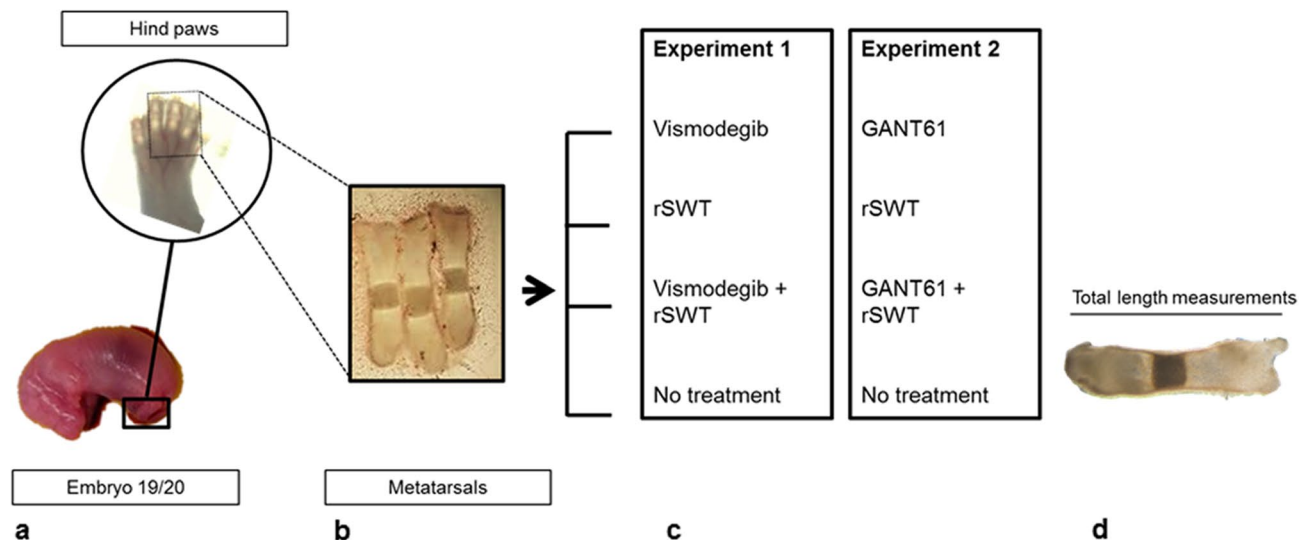 Hind paws
Embryo 19/20
a
Metatarsals
b
Experiment 1
Vismodegib
rSWT
Vismodegib +
rSWT
No treatment
Experiment 2
GANT61
rSWT
GANT61 +
rSWT
No treatment
c
Total length measurements
d